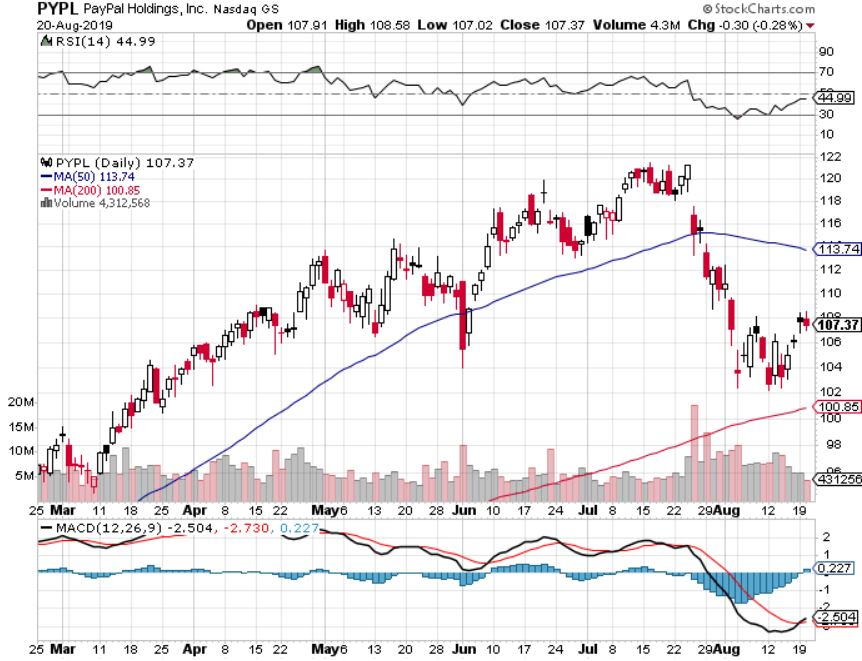 PYPL PayPal Holdings, Inc. Nasdaq GS © StockCharts.com
20-Aug-2019 Open 107.91 High 108.58 Low 107.02 Close 107.37 Volume 4.3M Chg -0.30 (-0.28%)
RSI(14) 44.99
90
70
44.99
30
10
PYPL (Daily) 107.37
MA(50) 113.74
MA(200) 100.85
Volume 4,312,568
122
120
118
116
113.74
112
110
107.37
106
104
102
100.85
100
98
20M
15M
10M
5M
431256
25 Mar 11 18 25 Apr 8 15 22 May 6 13 20 28 Jun 10 17 24 Jul 8 15 22 29 Aug 12 19
MACD(12,26,9) -2.504, -2.730, 0.227
2
1
0.227
-1
-2.504
25 Mar 11 18 25 Apr 8 15 22 May 6 13 20 28 Jun 10 17 24 Jul 8 15 22 29 Aug 12 19